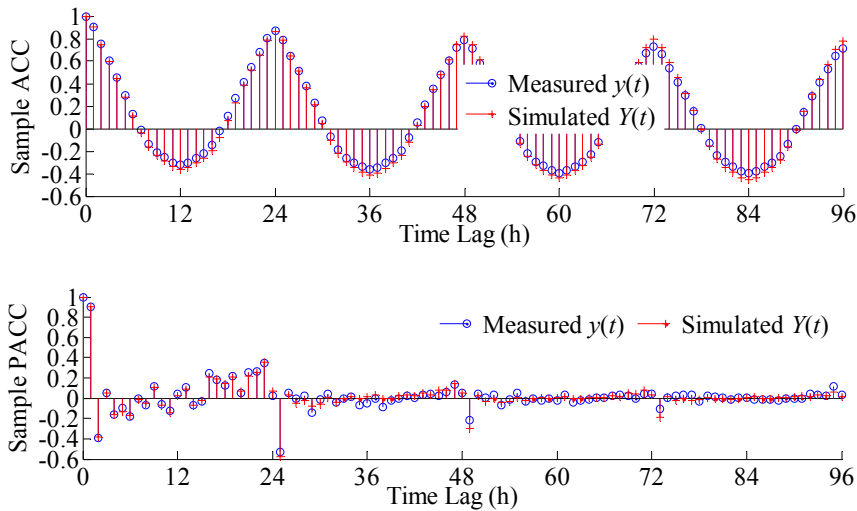 Sample ACC
1
0.8
0.6
0.4
0.2
0
-0.2
-0.4
-0.6
Measured y(t)
Simulated Y(t)
0 12 24 36 48 60 72 84 96
Time Lag (h)
Sample PACC
1
0.8
0.6
0.4
0.2
0
-0.2
-0.4
-0.6
Measured y(t) Simulated Y(t)
0 12 24 36 48 60 72 84 96
Time Lag (h)